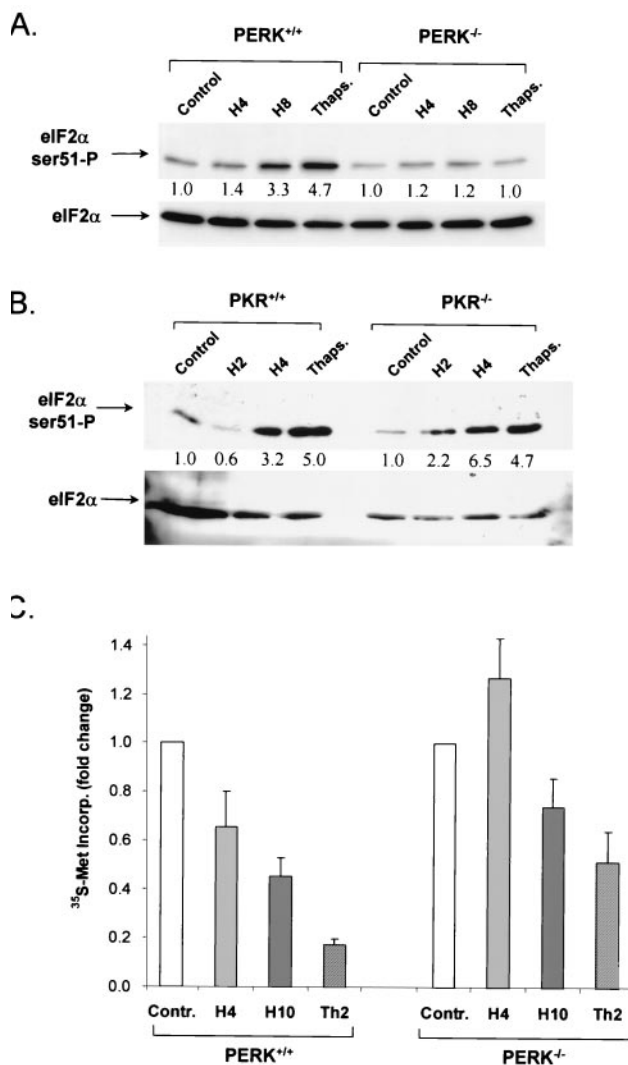 A.
PERK+/+ PERK-/-
Control H4 H8 Thaps. Control H4 H8 Thaps.
eIF2α
ser51-P
1.0 1.4 3.3 4.7 1.0 1.2 1.2 1.0
eIF2α
B.
PKR+/+ PKR-/-
Control H2 H4 Thaps. Control H2 H4 Thaps.
eIF2α
ser51-P
1.0 0.6 3.2 5.0 1.0 2.2 6.5 4.7
eIF2α
C.
35S-Met Incorp. (fold change)
1.4
1.2
1.0
0.8
0.6
0.4
0.2
0.0
Contr. H4 H10 Th2 Contr. H4 H10 Th2
PERK+/+ PERK-/-